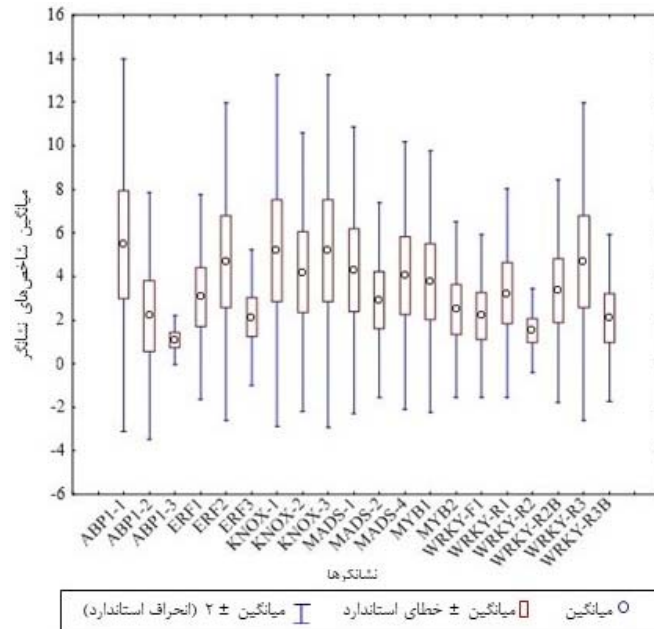 16
14
12
10
8
6
4
2
0
-2
-4
-6
میانگین شاخص‌های نشانگر
ABP1-1
ABP1-2
ABP1-3
ERF1
ERF2
ERF3
KNOX-1
KNOX-2
KNOX-3
MADS-1
MADS-2
MADS-4
MYB1
MYB2
WRKY-F1
WRKY-R1
WRKY-R2
WRKY-R2B
WRKY-R3
WRKY-R3B
نشانگرها
میانگین
میانگین ± خطای استاندارد
میانگین ± ۲ (انحراف استاندارد)